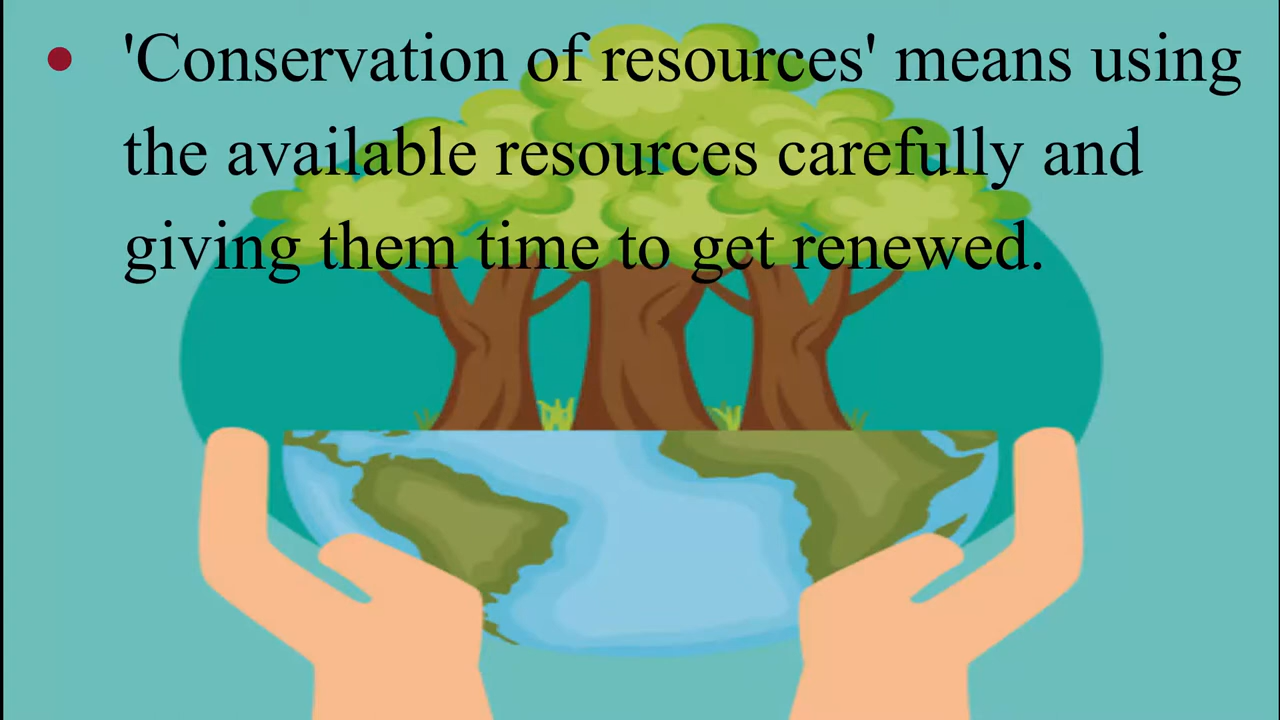 • 'Conservation of resources' means using
the available resources carefully and
giving them time to get renewed.